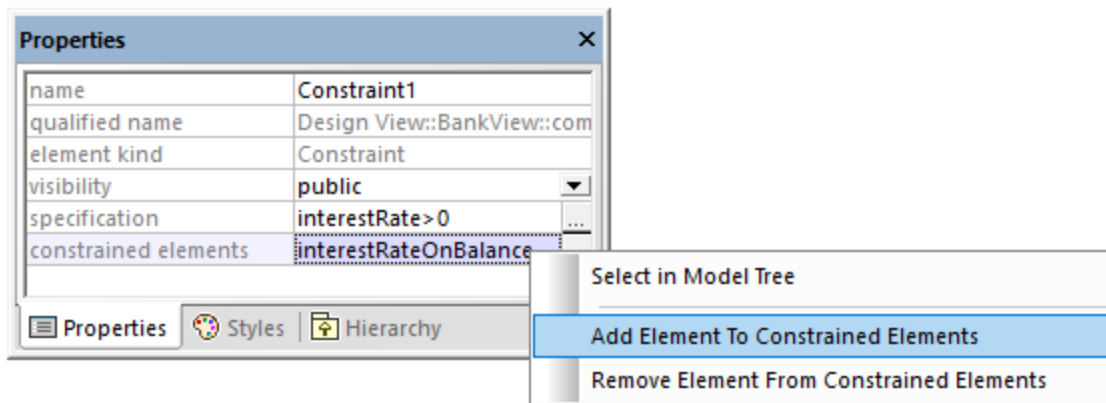 Properties
name Constraint1
qualified name Design View::BankView::com
element kind Constraint
visibility public
specification interestRate>0 ...
constrained elements interestRateOnBalance
Select in Model Tree
Add Element To Constrained Elements
Remove Element From Constrained Elements
Properties Styles Hierarchy